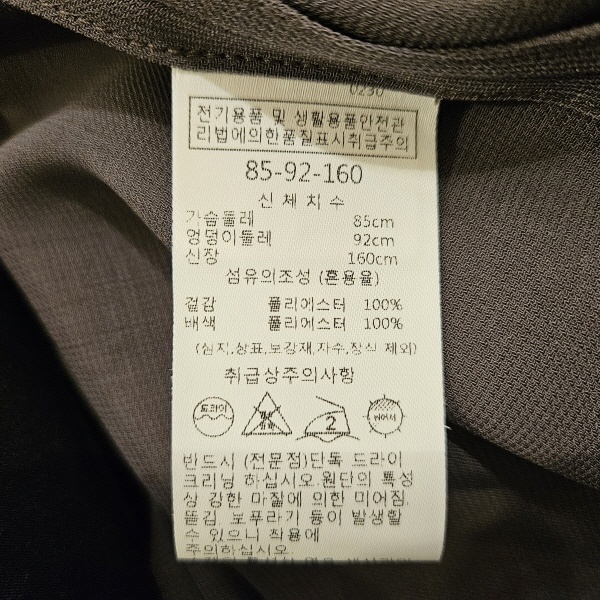 0230
전기용품 및 생활용품안전관
리법에의한품질표시취급주의
85-92-160
신 체 치 수
가슴둘레 85cm
엉덩이둘레 92cm
신장 160cm
섬유의조성 (혼용율)
겉감 폴리에스터 100%
배색 폴리에스터 100%
(심지,상표,보강재,자수,장식 제외)
취급상주의사항
드라이
2
반드시 (전문점)단독 드라이
크리닝 하십시오.원단의 특성
상 강한 마찰에 의한 미어짐,
뜯김, 보푸라기 등이 발생할
수 있으니 착용에
주의하십시오